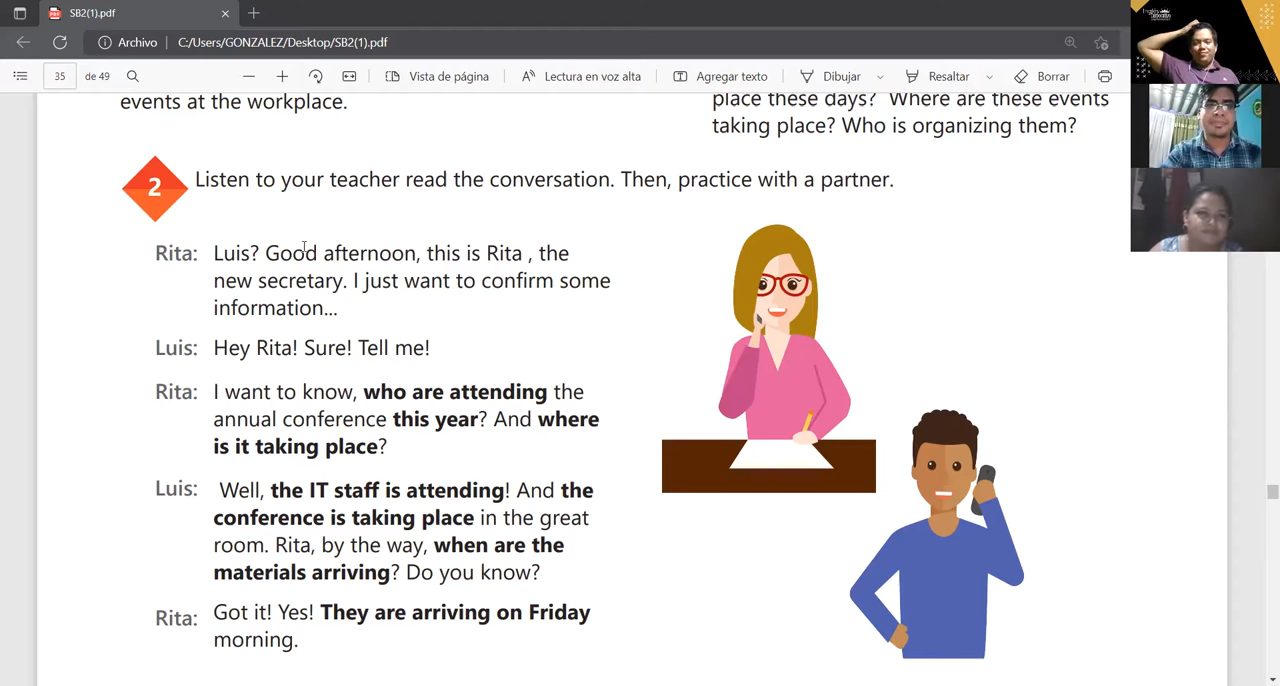 SB2(1).pdf
Archivo C:/Users/GONZALEZ/Desktop/SB2(1).pdf
35 de 49 Vista de página Lectura en voz alta Agregar texto Dibujar Resaltar Borrar
events at the workplace.
place these days? Where are these events
taking place? Who is organizing them?
2 Listen to your teacher read the conversation. Then, practice with a partner.
Rita: Luis? Good afternoon, this is Rita , the
new secretary. I just want to confirm some
information...
Luis: Hey Rita! Sure! Tell me!
Rita: I want to know, who are attending the
annual conference this year? And where
is it taking place?
Luis: Well, the IT staff is attending! And the
conference is taking place in the great
room. Rita, by the way, when are the
materials arriving? Do you know?
Rita: Got it! Yes! They are arriving on Friday
morning.